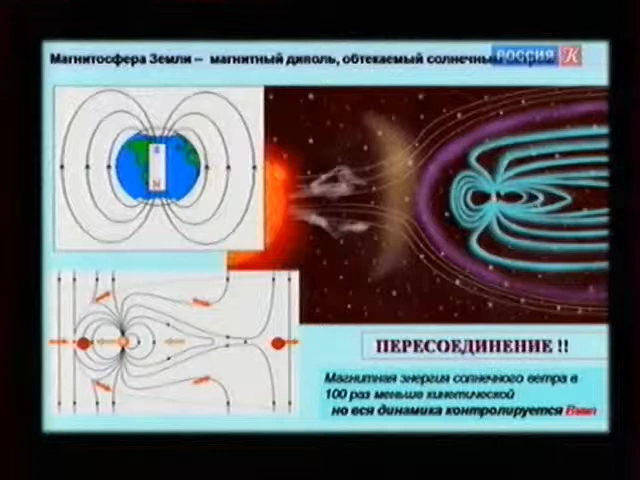 Магнитосфера Земли – магнитный диполь, обтекаемый
РОССИЯ К
N
ПЕРЕСОЕДИНЕНИЕ !!
Магнитная энергия солнечного ветра в
100 раз меньше кинетической
но вся динамика контролируется